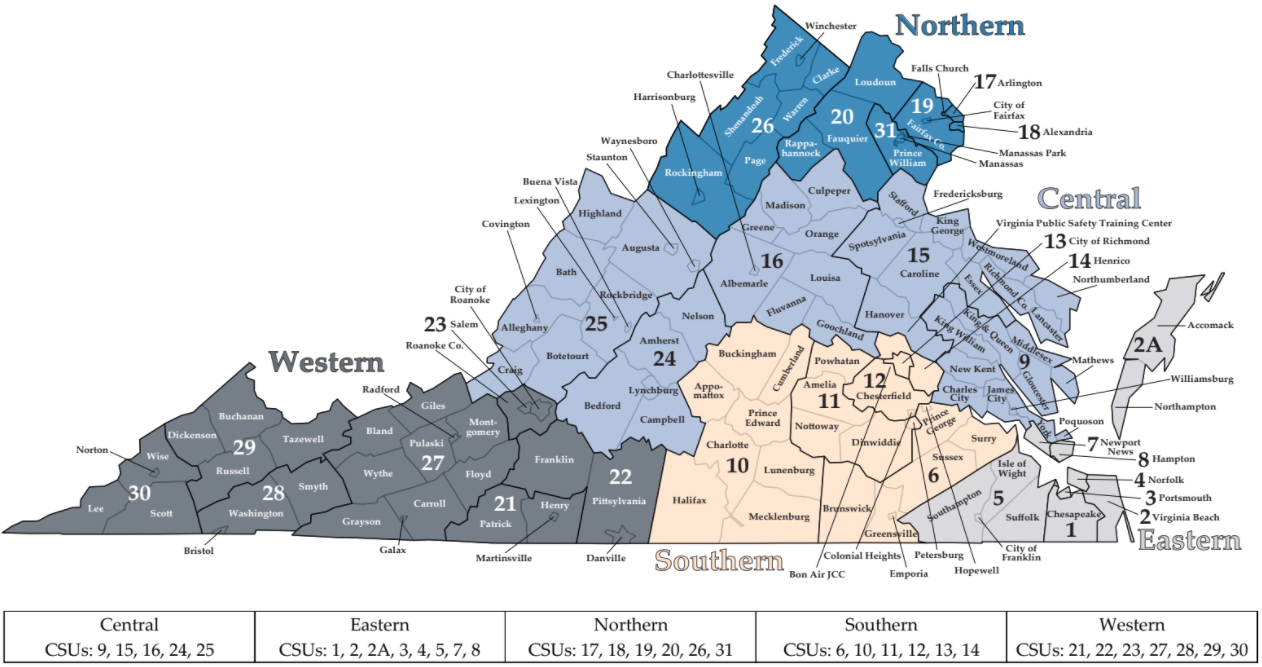 Northern
Winchester
Frederick
Clarke
Loudoun
Falls Church
17 Arlington
19
City of
Fairfax
Fairfax Co.
18 Alexandria
Charlottesville
Harrisonburg
Shenandoah
26
Warren
20
Fauquier
31
Prince
William
Manassas Park
Manassas
Rappa-
hannock
Page
Rockingham
Waynesboro
Staunton
Buena Vista
Lexington
Covington
Central
Culpeper
Madison
Stafford
Fredericksburg
King
George
Virginia Public Safety Training Center
13 City of Richmond
14 Henrico
Northumberland
Westmoreland
Richmond Co.
Lancaster
Essex
Highland
Augusta
Greene
Orange
Spotsylvania
15
Caroline
16
Bath
Albemarle
Louisa
Rockbridge
Fluvanna
Hanover
Goochland
Nelson
King William
King & Queen
Middlesex
Mathews
9
Gloucester
New Kent
Charles
City
James
City
Williamsburg
York
Poquoson
City of
Roanoke
23 Salem
Roanoke Co.
Alleghany
25
Botetourt
Craig
Amherst
24
Lynchburg
Bedford
Campbell
Accomack
2A
Northampton
7 Newport
News
8 Hampton
4 Norfolk
3 Portsmouth
2 Virginia Beach
Eastern
Western
Radford
Giles
Buchanan
Dickenson
29
Tazewell
Bland
Pulaski
Mont-
gomery
27
Norton
Wise
Russell
Wythe
Floyd
Franklin
22
30
28
Smyth
Lee
Scott
Washington
Carroll
21
Henry
Pittsylvania
Grayson
Patrick
Bristol
Galax
Martinsville
Danville
Buckingham
Cumberland
Powhatan
Appo-
mattox
Amelia
11
12
Chesterfield
Prince
Edward
Nottoway
Dinwiddie
Prince
George
Surry
Charlotte
10
Lunenburg
6
Sussex
Isle of
Wight
Halifax
Mecklenburg
Brunswick
Greensville
Southampton
5
Suffolk
Chesapeake
1
Southern
Colonial Heights
Bon Air JCC
Emporia
Petersburg
Hopewell
City of
Franklin
Central
CSUs: 9, 15, 16, 24, 25
Eastern
CSUs: 1, 2, 2A, 3, 4, 5, 7, 8
Northern
CSUs: 17, 18, 19, 20, 26, 31
Southern
CSUs: 6, 10, 11, 12, 13, 14
Western
CSUs: 21, 22, 23, 27, 28, 29, 30